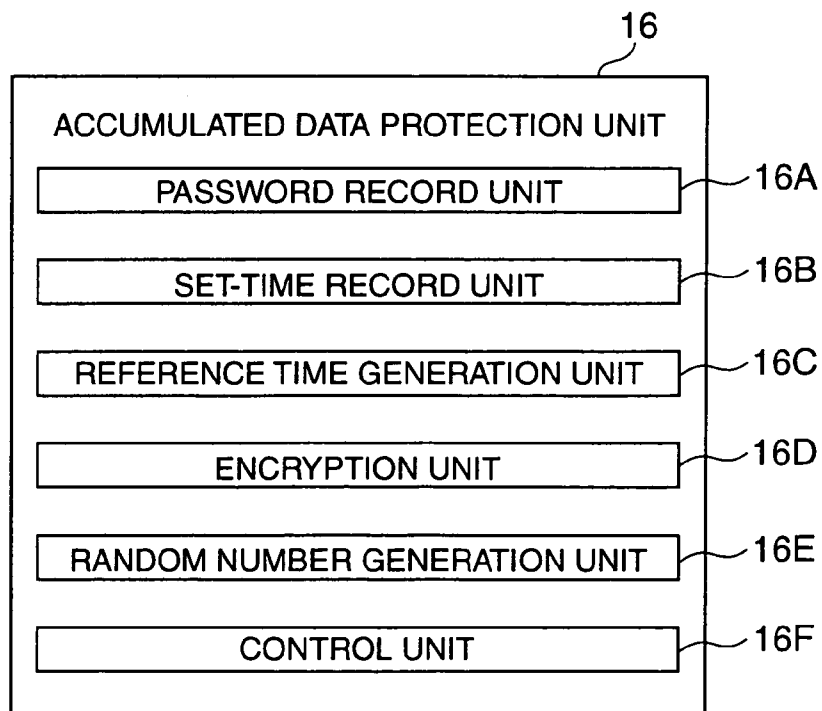 16
ACCUMULATED DATA PROTECTION UNIT
PASSWORD RECORD UNIT 16A
SET-TIME RECORD UNIT 16B
REFERENCE TIME GENERATION UNIT 16C
ENCRYPTION UNIT 16D
RANDOM NUMBER GENERATION UNIT 16E
CONTROL UNIT 16F